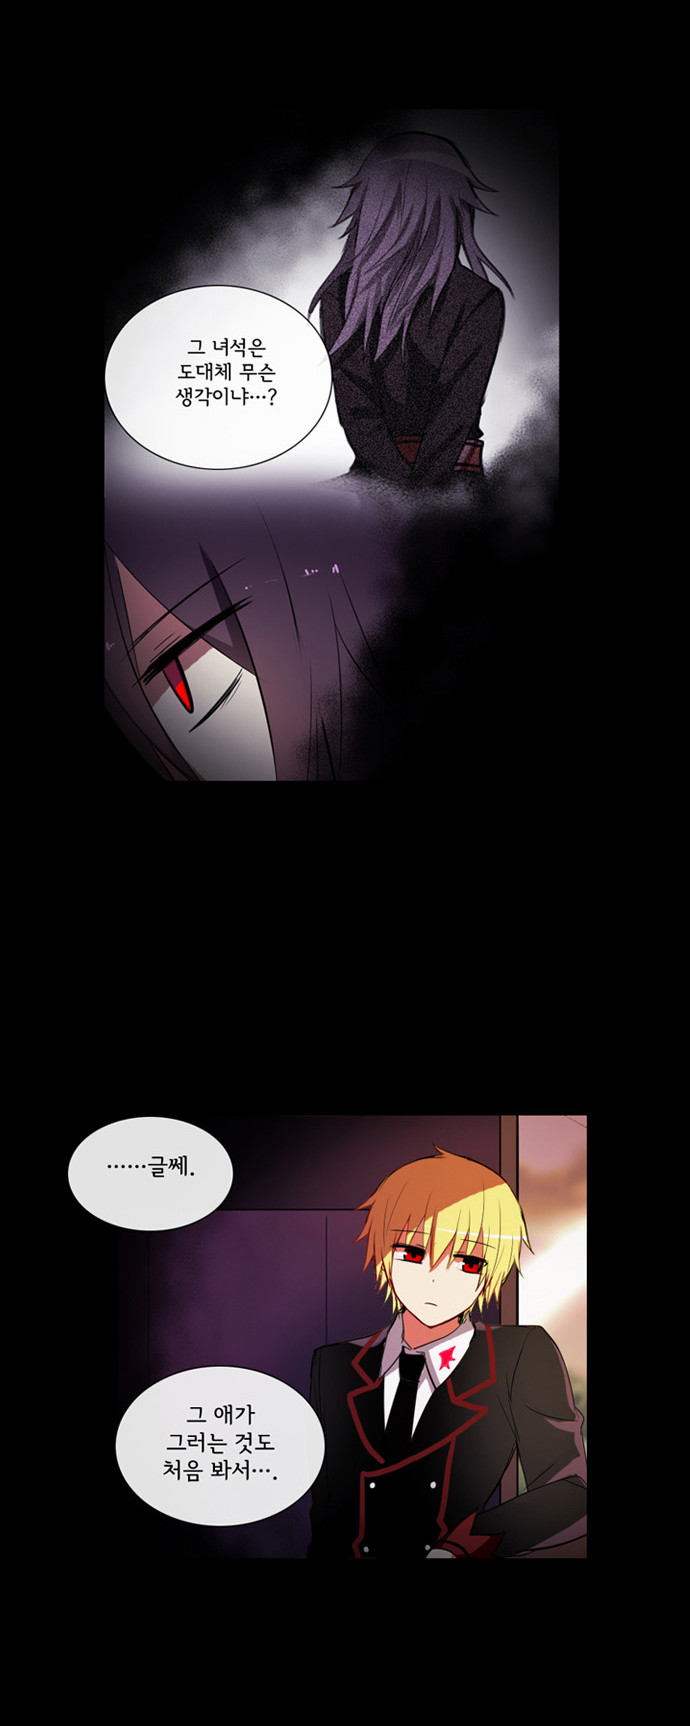 그 녀석은
도대체 무슨
생각이냐…?
……글쎄.
그 애가
그러는 것도
처음 봐서….